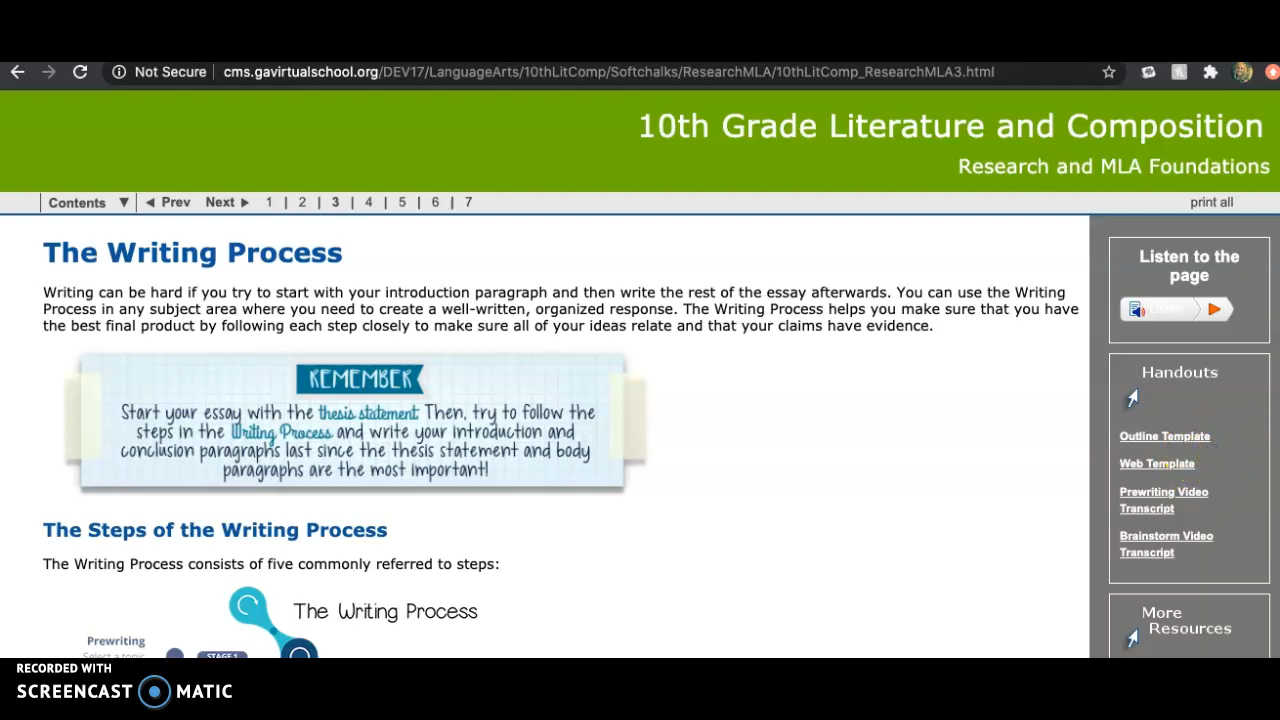 Not Secure | cms.gavirtualschool.org/DEV17/LanguageArts/10thLitComp/Softchalks/ResearchMLA/10thLitComp_ResearchMLA3.html
10th Grade Literature and Composition
Research and MLA Foundations
Contents ▼ ◄ Prev Next ► 1 | 2 | 3 | 4 | 5 | 6 | 7 print all
The Writing Process
Writing can be hard if you try to start with your introduction paragraph and then write the rest of the essay afterwards. You can use the Writing
Process in any subject area where you need to create a well-written, organized response. The Writing Process helps you make sure that you have
the best final product by following each step closely to make sure all of your ideas relate and that your claims have evidence.
REMEMBER
Start your essay with the thesis statement. Then, try to follow the
steps in the Writing Process and write your introduction and
conclusion paragraphs last since the thesis statement and body
paragraphs are the most important!
The Steps of the Writing Process
The Writing Process consists of five commonly referred to steps:
The Writing Process
Prewriting
Select a topic
STAGE 1
Listen to the
page
Listen
Handouts
Outline Template
Web Template
Prewriting Video
Transcript
Brainstorm Video
Transcript
More
Resources
RECORDED WITH
SCREENCAST MATIC